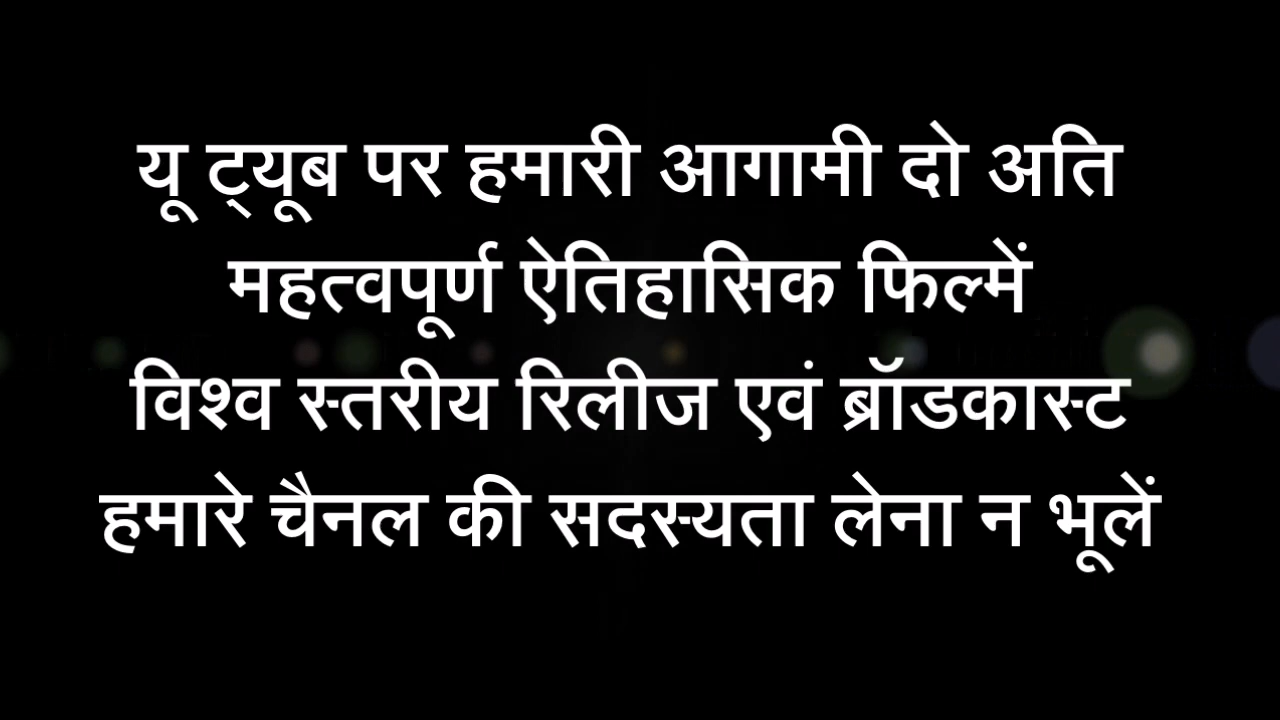 यू ट्यूब पर हमारी आगामी दो अति
महत्वपूर्ण ऐतिहासिक फिल्में
विश्व स्तरीय रिलीज एवं ब्रॉडकास्ट
हमारे चैनल की सदस्यता लेना न भूलें